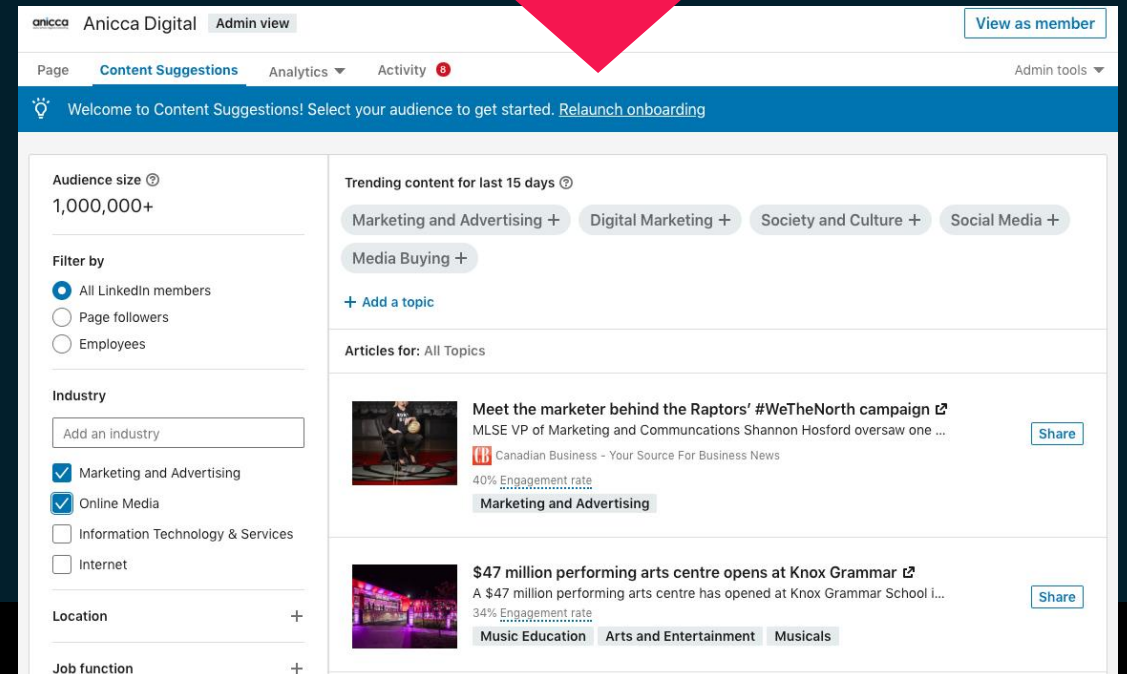 anicca Anicca Digital Admin view View as member
Page Content Suggestions Analytics Activity 8 Admin tools
Welcome to Content Suggestions! Select your audience to get started. Relaunch onboarding
Audience size
1,000,000+
Filter by
All LinkedIn members
Page followers
Employees
Industry
Add an industry
Marketing and Advertising
Online Media
Information Technology & Services
Internet
Location +
Job function +
Trending content for last 15 days
Marketing and Advertising + Digital Marketing + Society and Culture + Social Media +
Media Buying +
+ Add a topic
Articles for: All Topics
Meet the marketer behind the Raptors’ #WeTheNorth campaign
MLSE VP of Marketing and Communcations Shannon Hosford oversaw one ...
CB Canadian Business - Your Source For Business News
40% Engagement rate
Marketing and Advertising
Share
$47 million performing arts centre opens at Knox Grammar
A $47 million performing arts centre has opened at Knox Grammar School i...
34% Engagement rate
Music Education Arts and Entertainment Musicals
Share